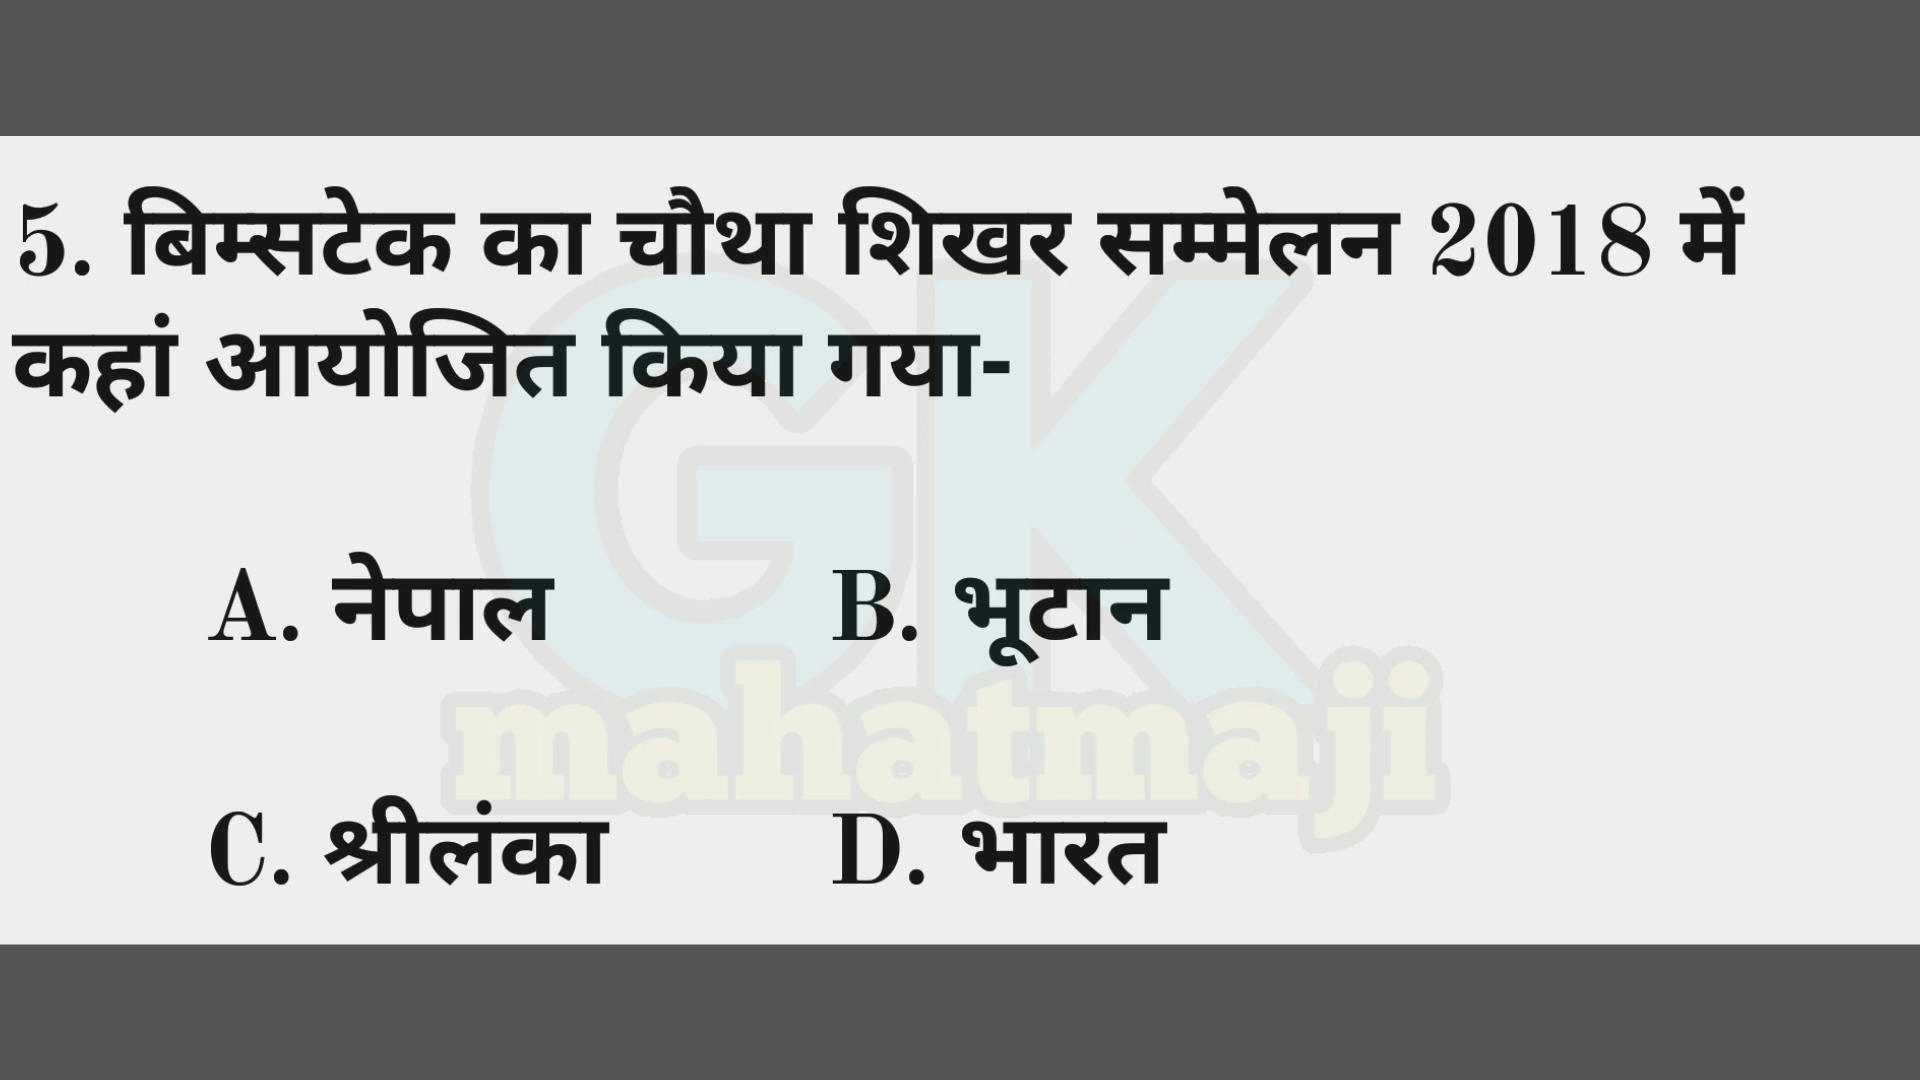 5. बिम्सटेक का चौथा शिखर सम्मेलन 2018 में
कहां आयोजित किया गया-
A. नेपाल B. भूटान
C. श्रीलंका D. भारत
GK
mahatmaji